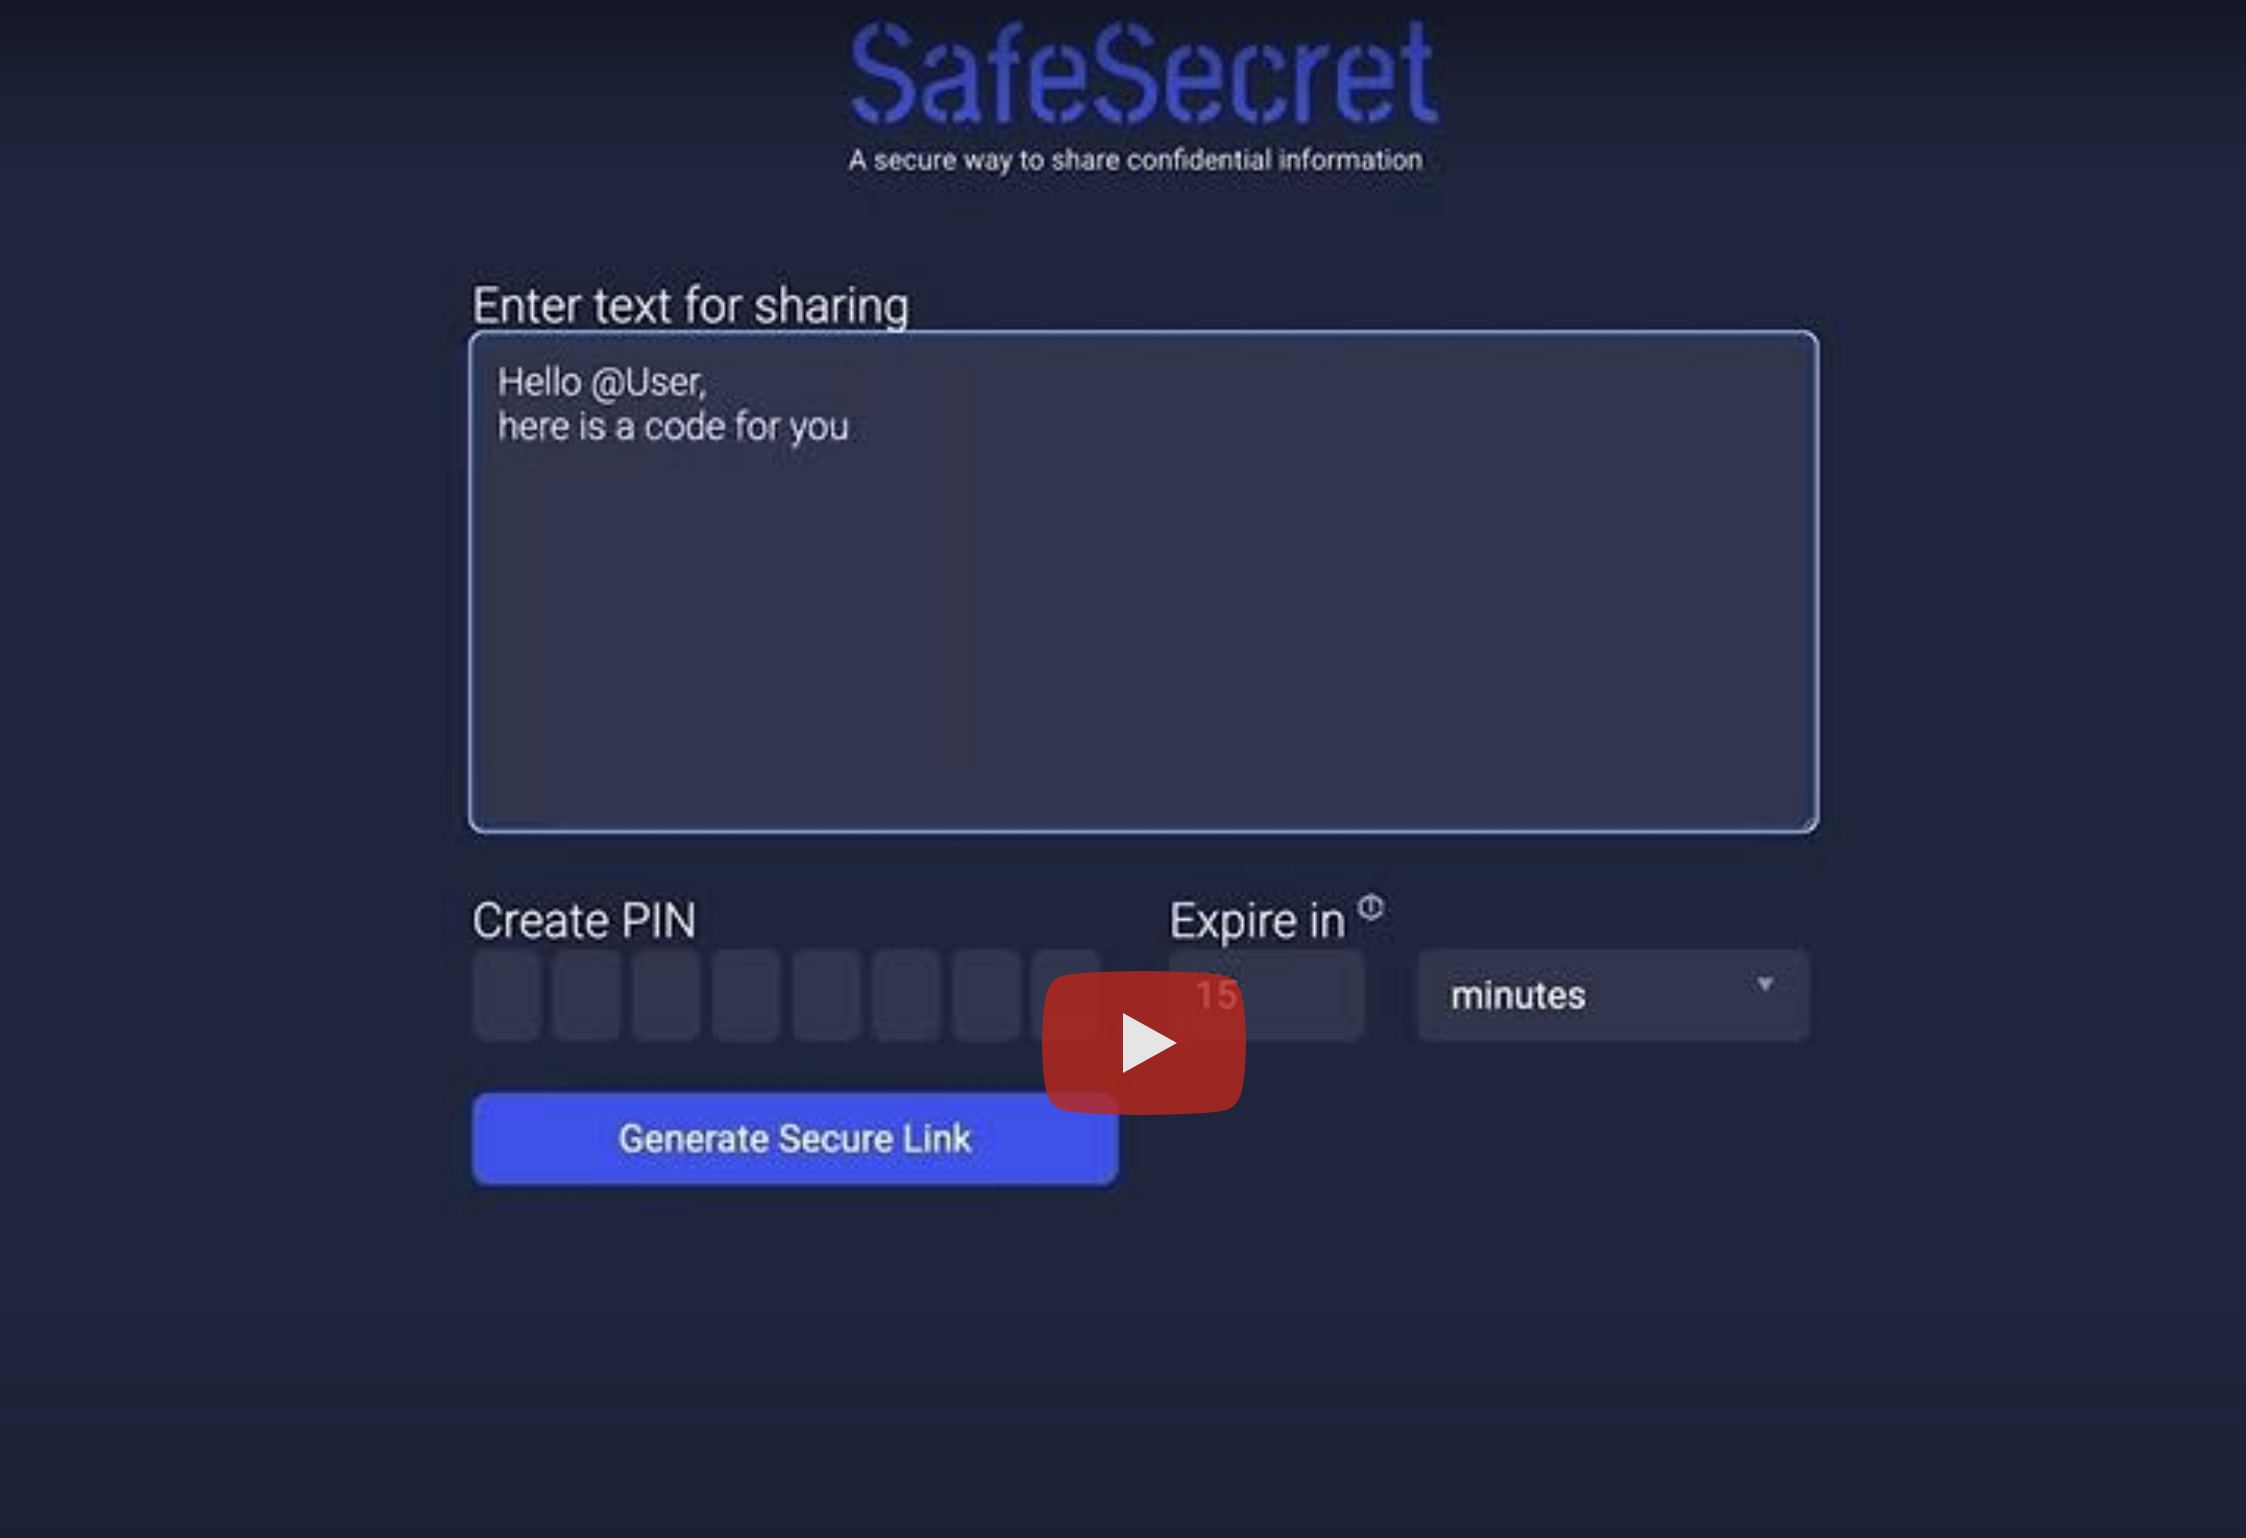 SafeSecret
A secure way to share confidential information
Enter text for sharing
Hello @User,
here is a code for you
Create PIN
Expire in
15
minutes
Generate Secure Link